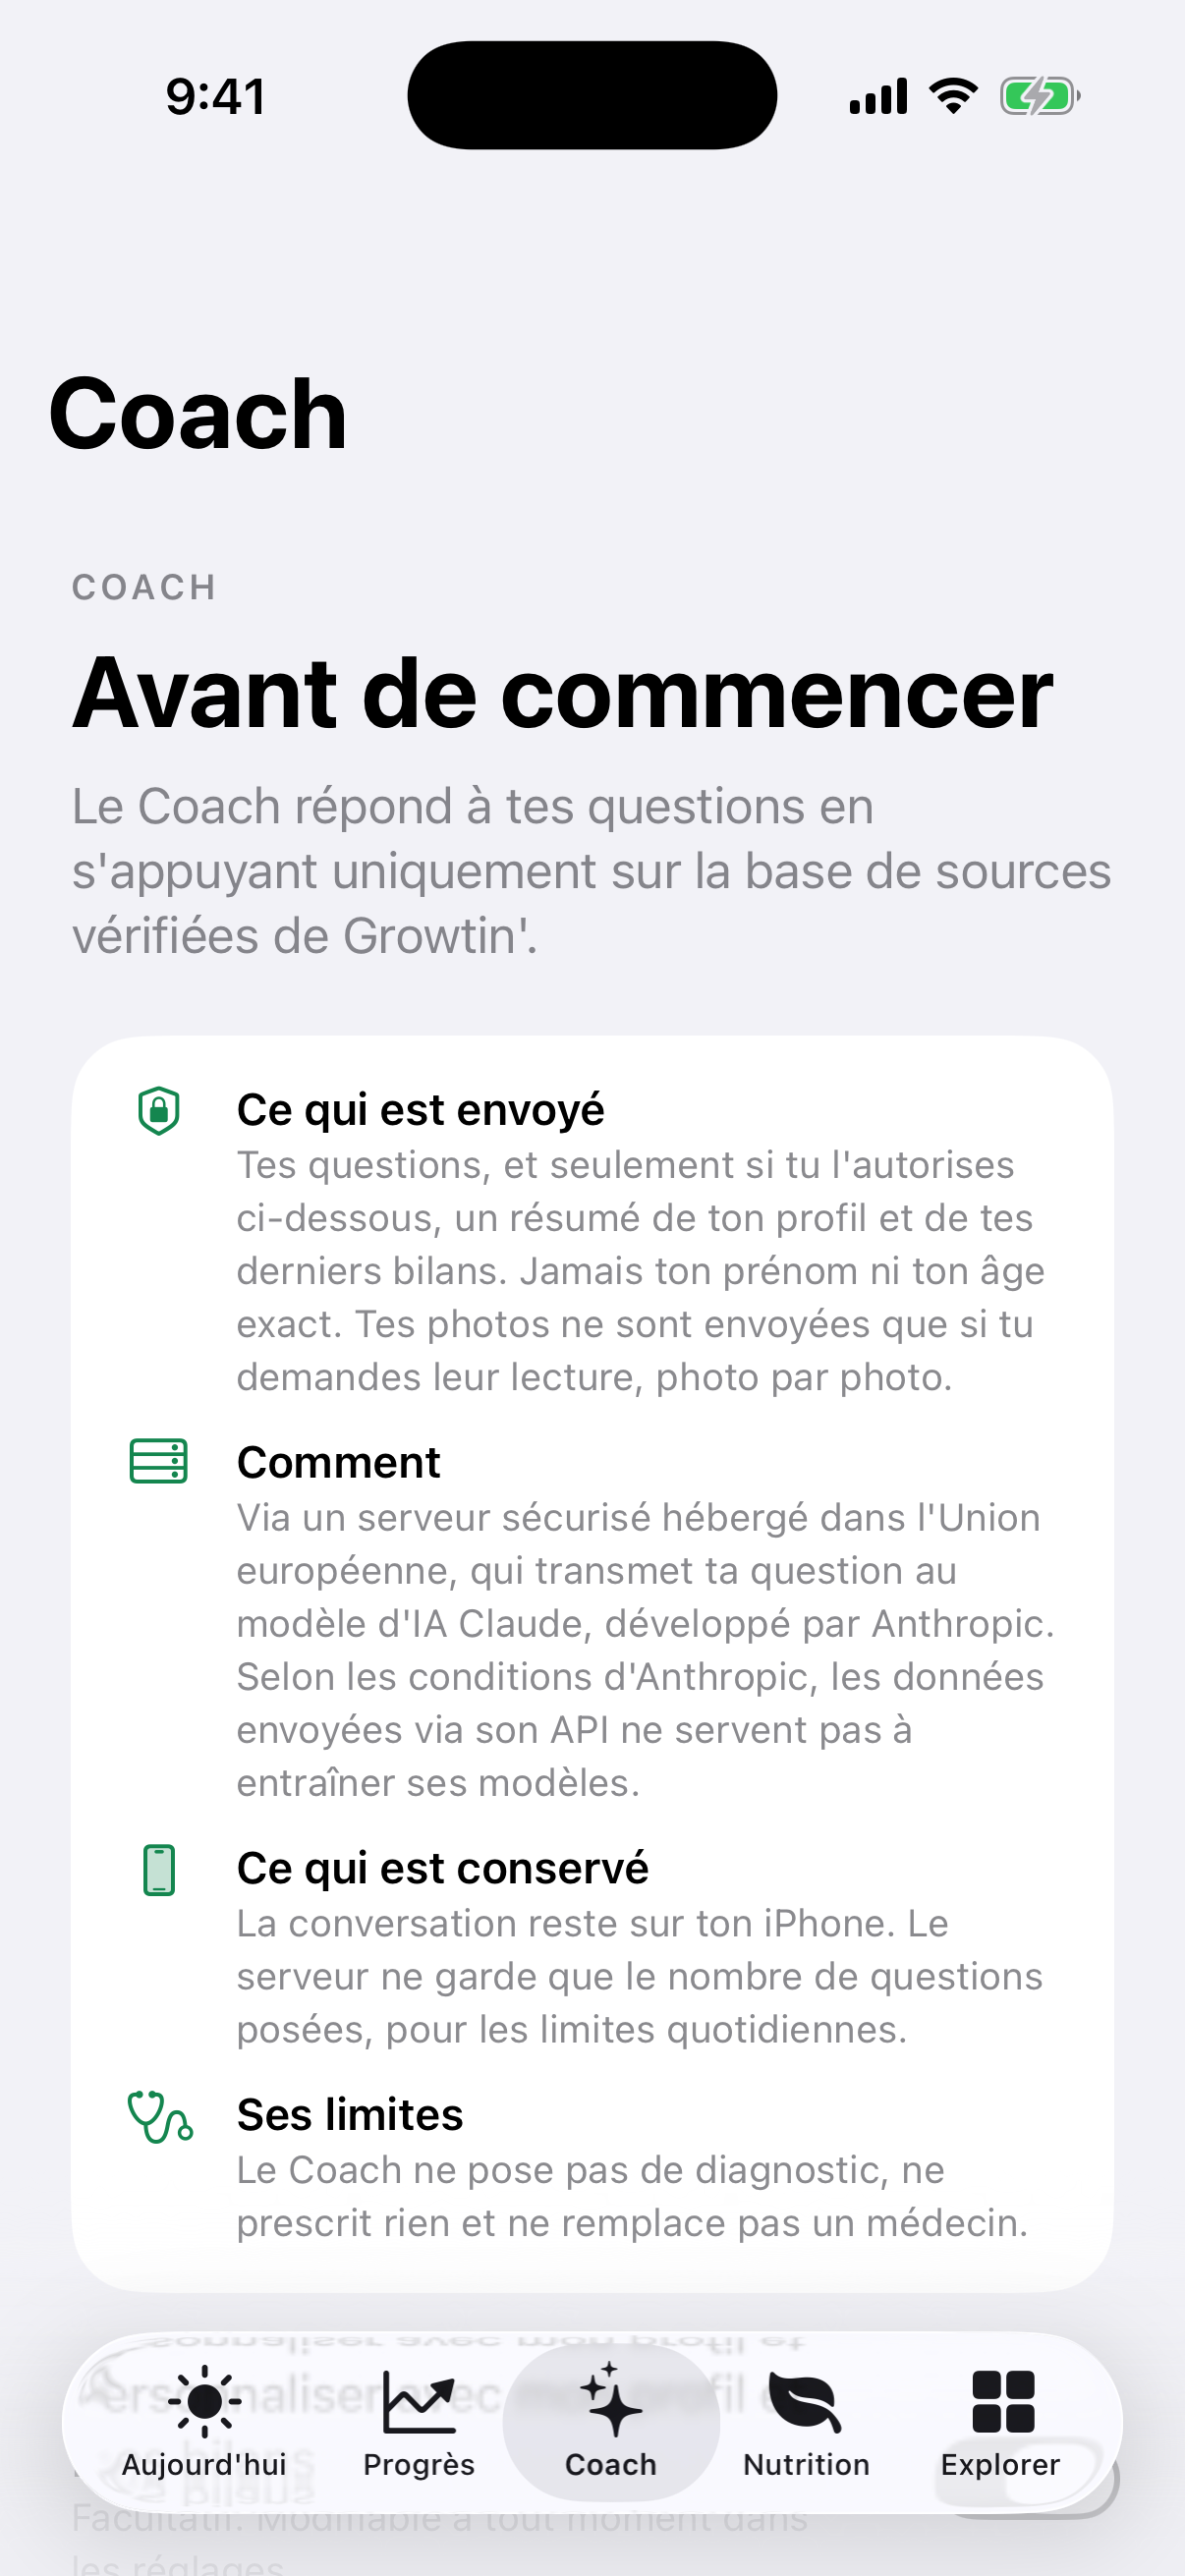 9:41
Coach
COACH
Avant de commencer
Le Coach répond à tes questions en
s'appuyant uniquement sur la base de sources
vérifiées de Growtin'.
Ce qui est envoyé
Tes questions, et seulement si tu l'autorises
ci-dessous, un résumé de ton profil et de tes
derniers bilans. Jamais ton prénom ni ton âge
exact. Tes photos ne sont envoyées que si tu
demandes leur lecture, photo par photo.
Comment
Via un serveur sécurisé hébergé dans l'Union
européenne, qui transmet ta question au
modèle d'IA Claude, développé par Anthropic.
Selon les conditions d'Anthropic, les données
envoyées via son API ne servent pas à
entraîner ses modèles.
Ce qui est conservé
La conversation reste sur ton iPhone. Le
serveur ne garde que le nombre de questions
posées, pour les limites quotidiennes.
Ses limites
Le Coach ne pose pas de diagnostic, ne
prescrit rien et ne remplace pas un médecin.
Aujourd'hui
Progrès
Coach
Nutrition
Explorer
Facultatif. Modifiable à tout moment dans
les réglages.